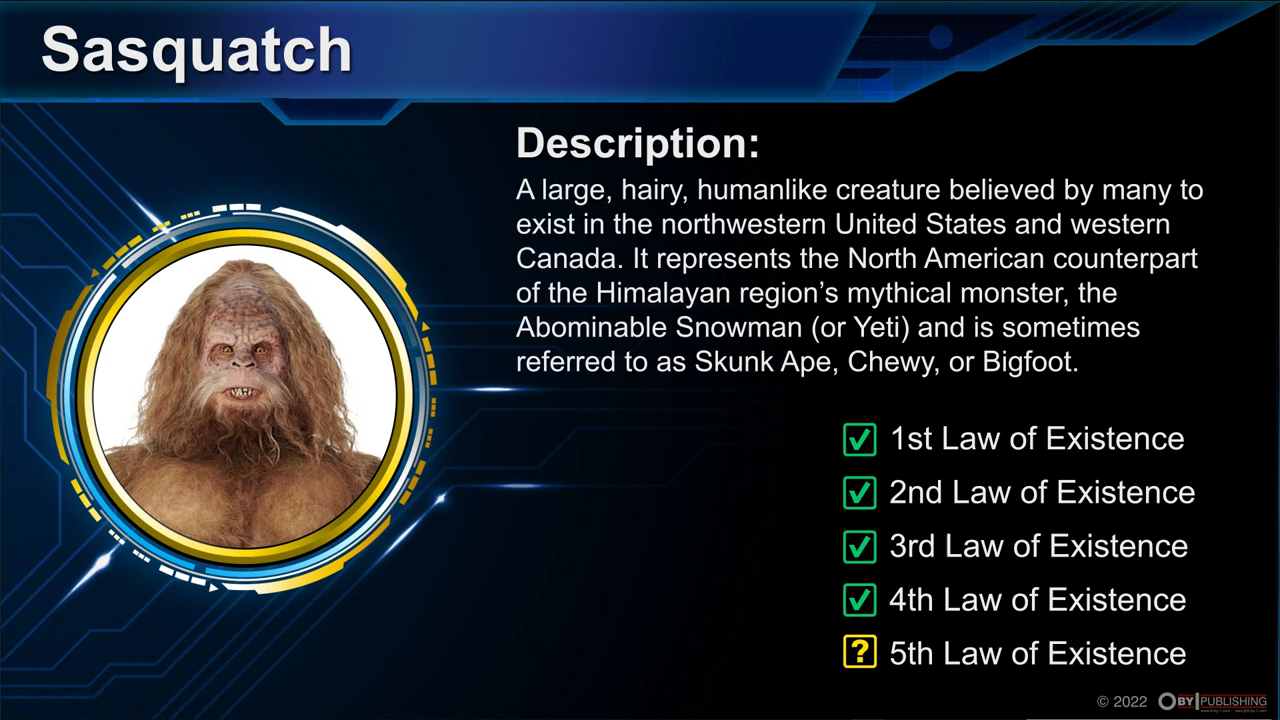 Sasquatch
Description:
A large, hairy, humanlike creature believed by many to
exist in the northwestern United States and western
Canada. It represents the North American counterpart
of the Himalayan region’s mythical monster, the
Abominable Snowman (or Yeti) and is sometimes
referred to as Skunk Ape, Chewy, or Bigfoot.
1st Law of Existence
2nd Law of Existence
3rd Law of Existence
4th Law of Existence
? 5th Law of Existence
© 2022 OBY PUBLISHING